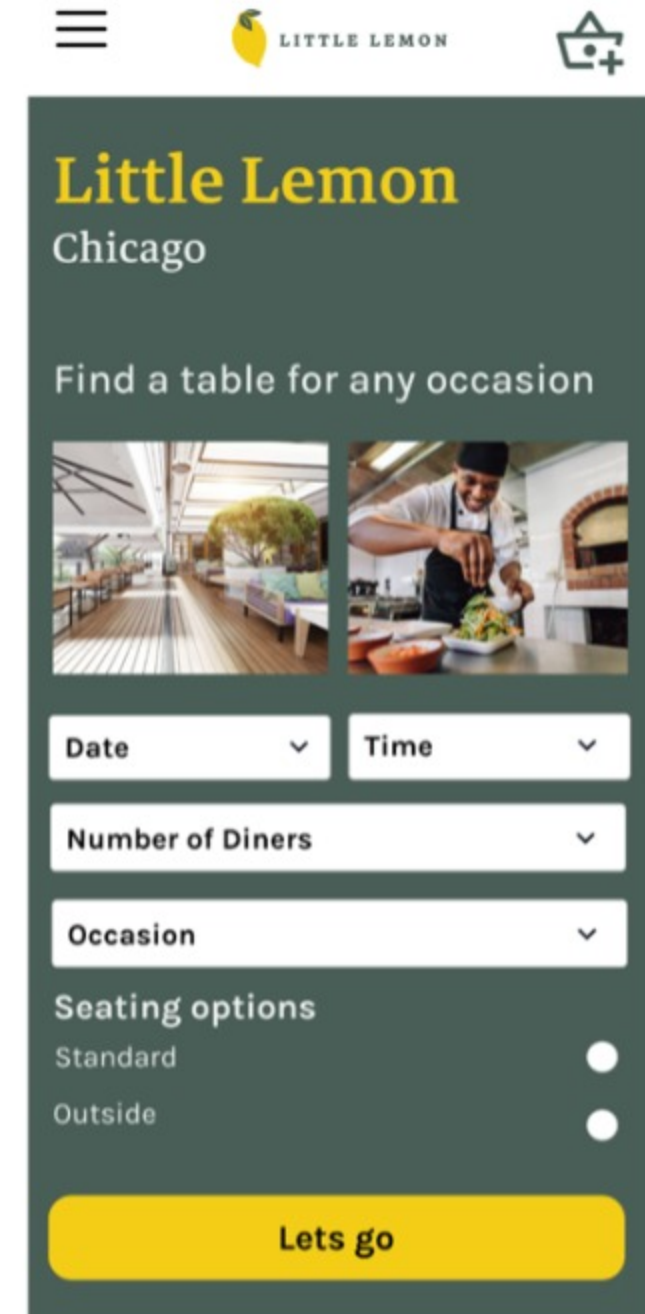 LITTLE LEMON
Little Lemon
Chicago
Find a table for any occasion
Date
Time
Number of Diners
Occasion
Seating options
Standard
Outside
Lets go